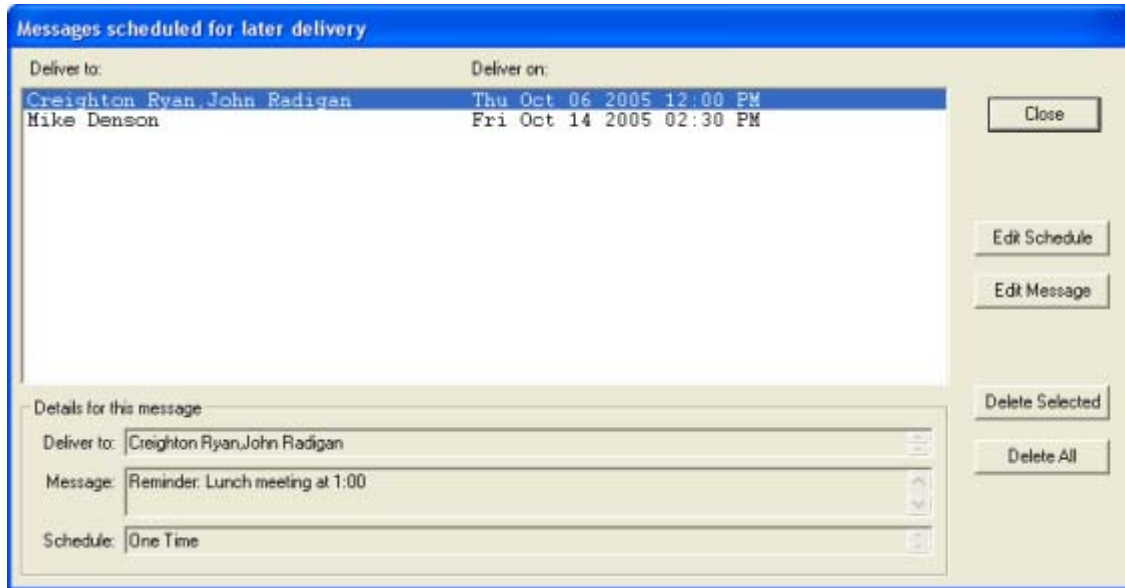 Messages scheduled for later delivery
Deliver to: Deliver on:
Creighton Ryan,John Radigan Thu Oct 06 2005 12:00 PM
Mike Denson Fri Oct 14 2005 02:30 PM
Close
Edit Schedule
Edit Message
Delete Selected
Delete All
Details for this message
Deliver to: Creighton Ryan,John Radigan
Message: Reminder: Lunch meeting at 1:00
Schedule: One Time